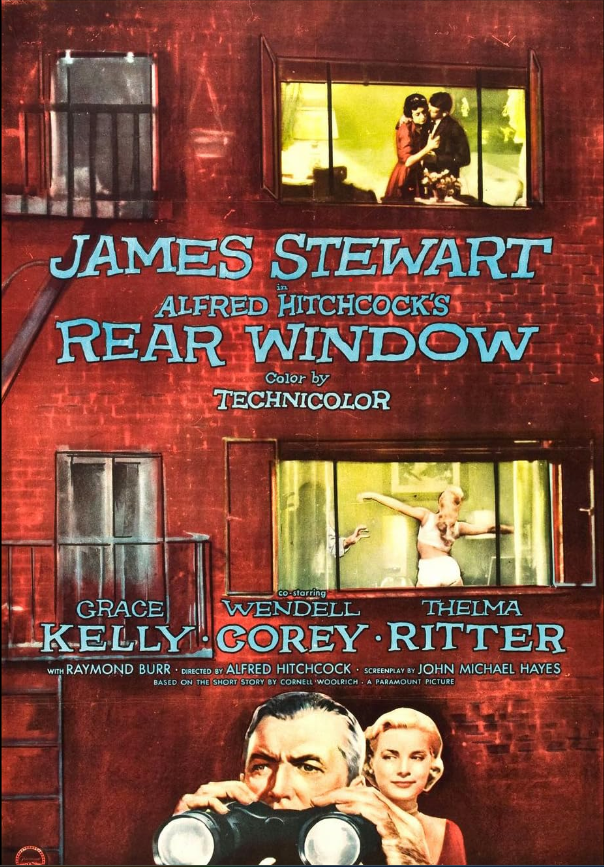 JAMES STEWART
in
ALFRED HITCHCOCK'S
REAR WINDOW
Color by
TECHNICOLOR
co-starring
GRACE WENDELL THELMA
KELLY · COREY · RITTER
WITH RAYMOND BURR · DIRECTED BY ALFRED HITCHCOCK · SCREENPLAY BY JOHN MICHAEL HAYES
BASED ON THE SHORT STORY BY CORNELL WOOLRICH · A PARAMOUNT PICTURE